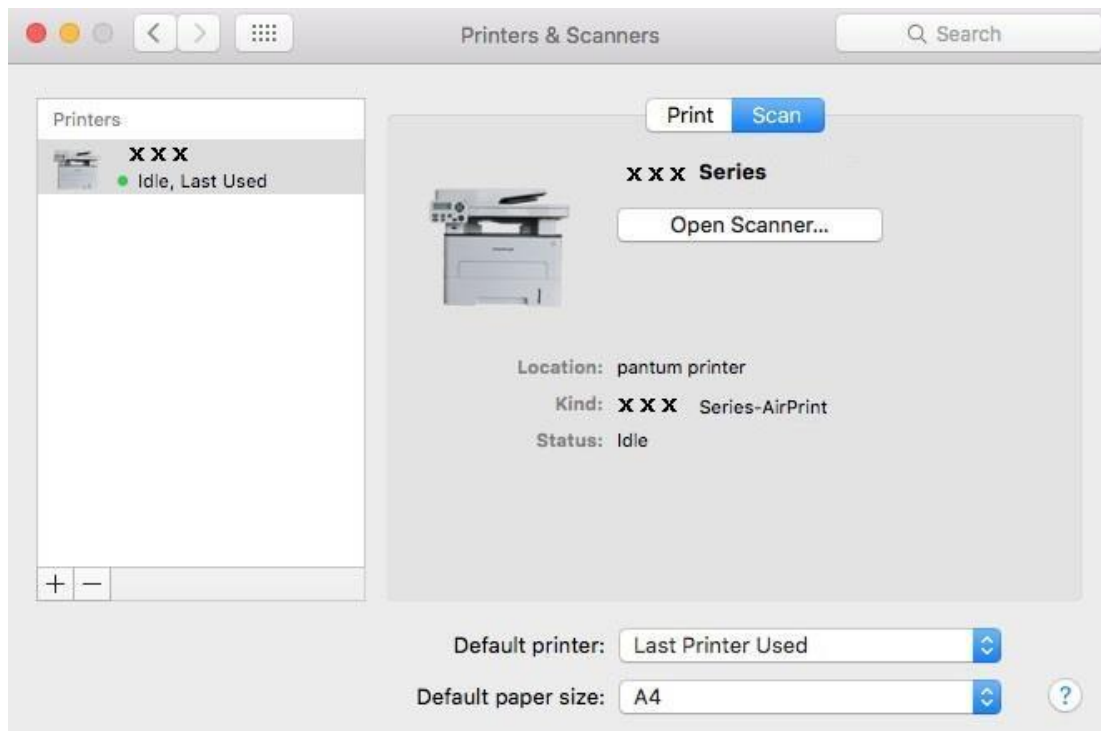 Printers & Scanners
Search
Printers
X X X
Idle, Last Used
Print Scan
X X X Series
Open Scanner...
Location: pantum printer
Kind: X X X Series-AirPrint
Status: Idle
+ −
Default printer: Last Printer Used
Default paper size: A4
?